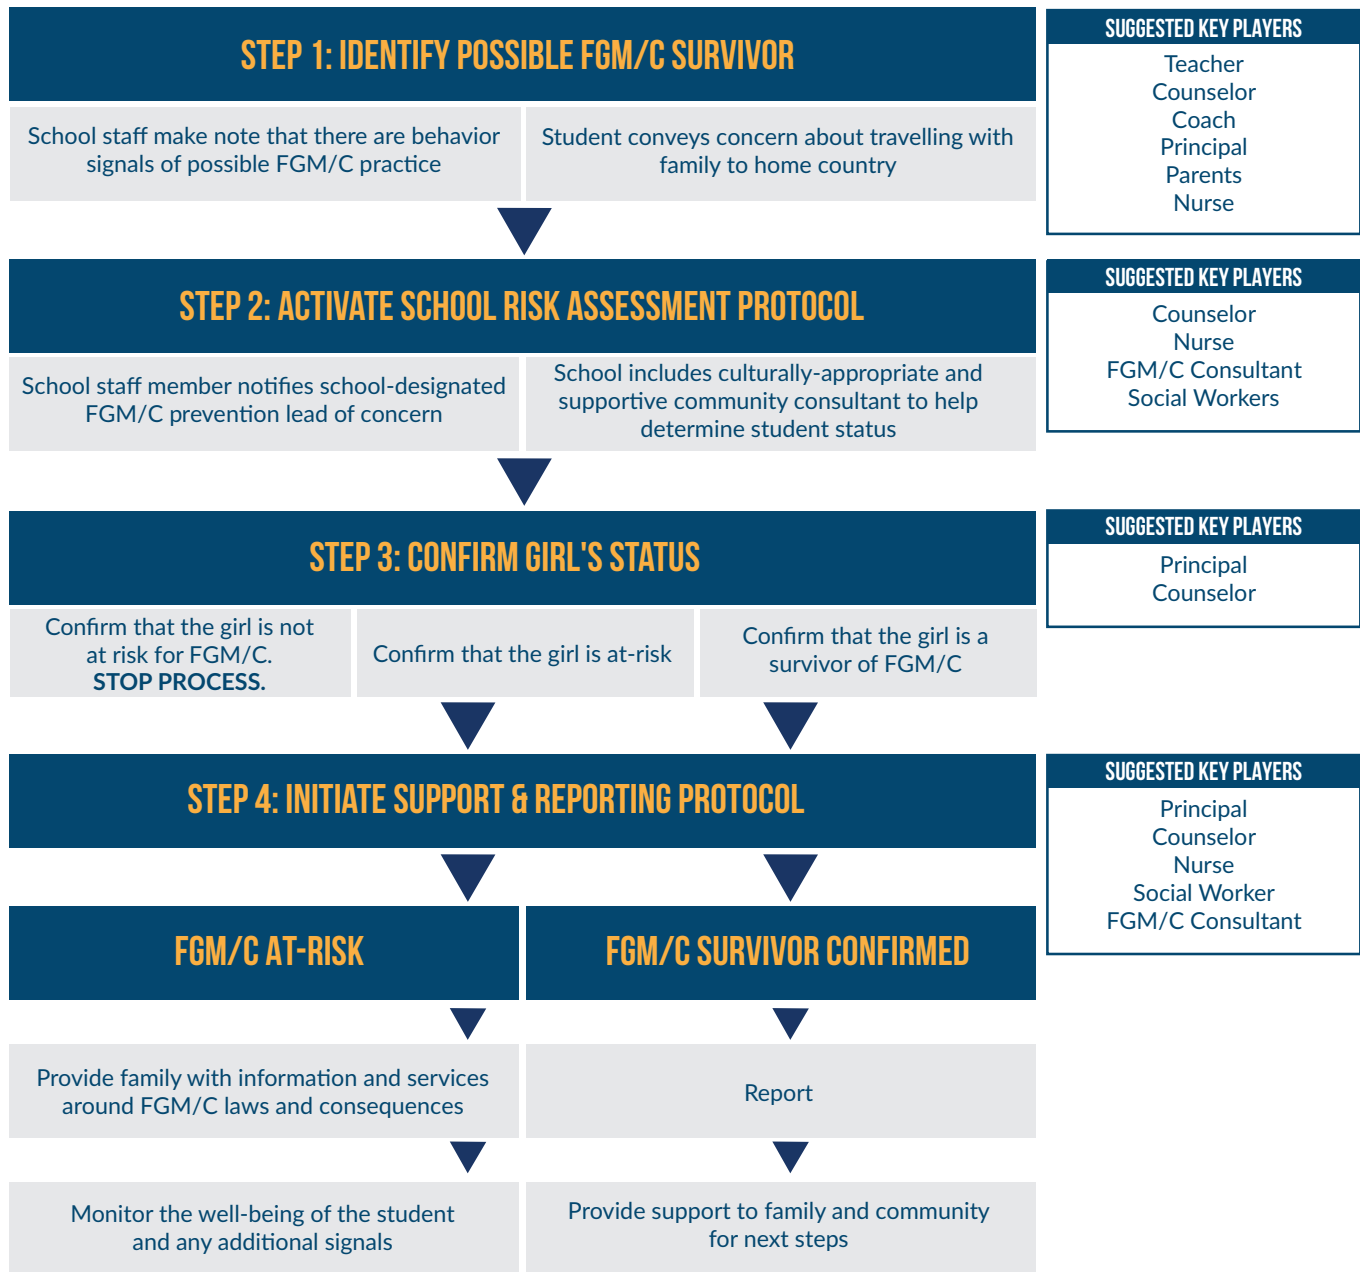 STEP 1: IDENTIFY POSSIBLE FGM/C SURVIVOR
School staff make note that there are behavior
signals of possible FGM/C practice
Student conveys concern about travelling with
family to home country
SUGGESTED KEY PLAYERS
Teacher
Counselor
Coach
Principal
Parents
Nurse
STEP 2: ACTIVATE SCHOOL RISK ASSESSMENT PROTOCOL
School staff member notifies school-designated
FGM/C prevention lead of concern
School includes culturally-appropriate and
supportive community consultant to help
determine student status
SUGGESTED KEY PLAYERS
Counselor
Nurse
FGM/C Consultant
Social Workers
STEP 3: CONFIRM GIRL'S STATUS
Confirm that the girl is not
at risk for FGM/C.
STOP PROCESS.
Confirm that the girl is at-risk
Confirm that the girl is a
survivor of FGM/C
SUGGESTED KEY PLAYERS
Principal
Counselor
STEP 4: INITIATE SUPPORT & REPORTING PROTOCOL
SUGGESTED KEY PLAYERS
Principal
Counselor
Nurse
Social Worker
FGM/C Consultant
FGM/C AT-RISK
FGM/C SURVIVOR CONFIRMED
Provide family with information and services
around FGM/C laws and consequences
Report
Monitor the well-being of the student
and any additional signals
Provide support to family and community
for next steps